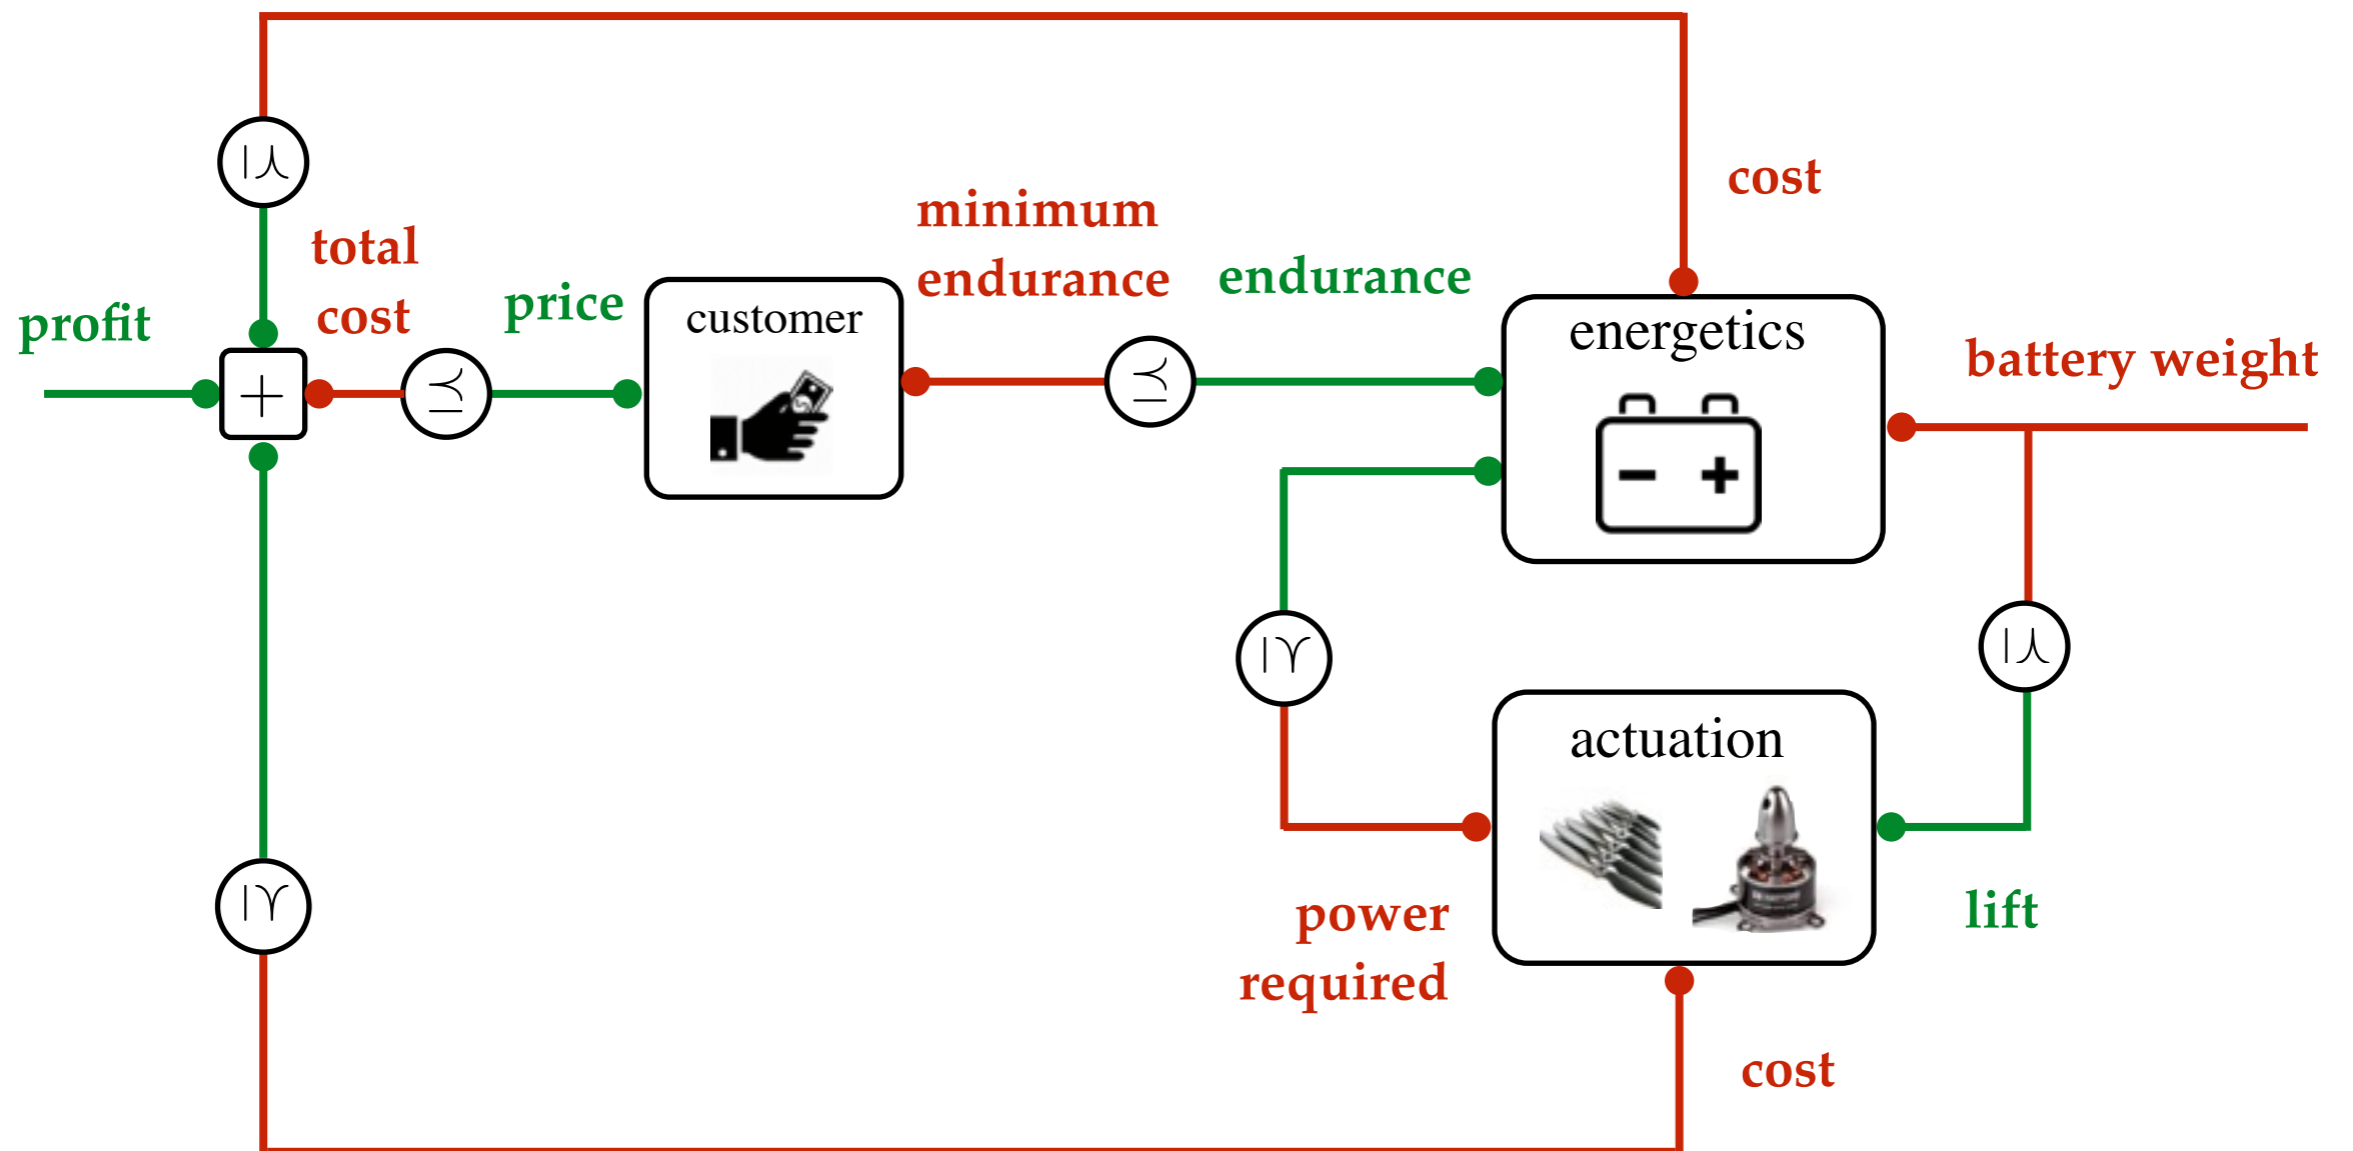 cost
minimum
endurance
endurance
total
cost
price
profit
customer
energetics
battery weight
+
⪯
⪯
⪯
⪯
⪯
⪯
- +
actuation
lift
power
required
cost